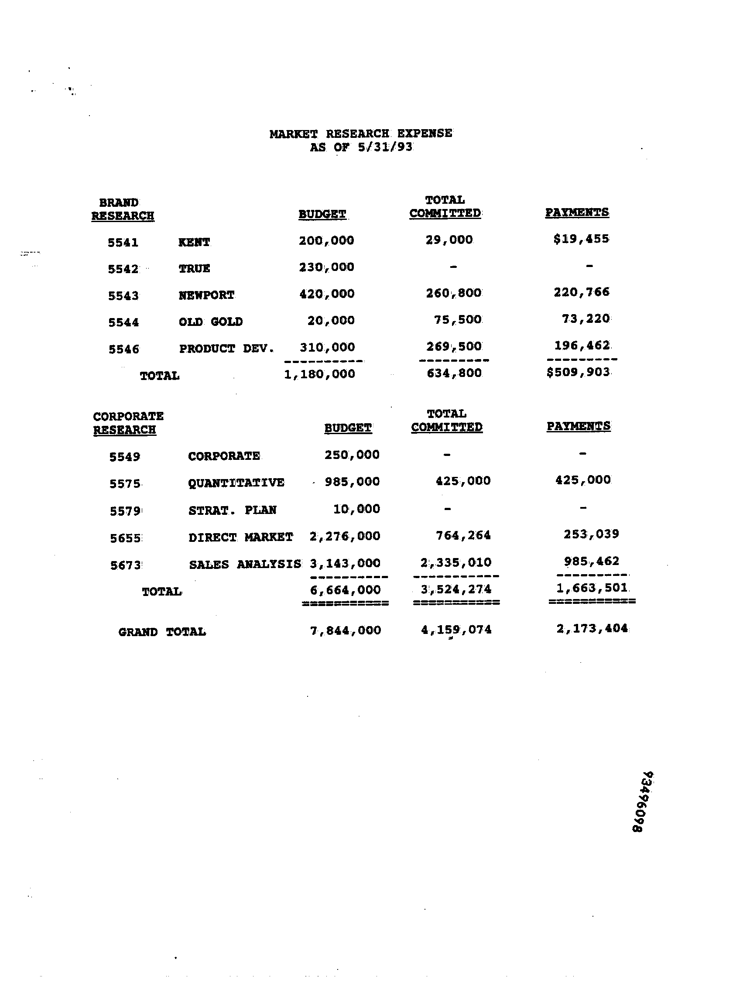 MARKET RESEARCH EXPENSE
AS OF 5/31/93
BRAND RESEARCH BUDGET TOTAL COMMITTED PAYMENTS
5541 KENT 200,000 29,000 $19,455
5542 TRUE 230,000 - -
5543 NEWPORT 420,000 260,800 220,766
5544 OLD GOLD 20,000 75,500 73,220
5546 PRODUCT DEV. 310,000 269,500 196,462
TOTAL 1,180,000 634,800 $509,903
CORPORATE RESEARCH BUDGET TOTAL COMMITTED PAYMENTS
5549 CORPORATE 250,000 - -
5575 QUANTITATIVE 985,000 425,000 425,000
5579 STRAT. PLAN 10,000 - -
5655 DIRECT MARKET 2,276,000 764,264 253,039
5673 SALES ANALYSIS 3,143,000 2,335,010 985,462
TOTAL 6,664,000 3,524,274 1,663,501
GRAND TOTAL 7,844,000 4,159,074 2,173,404
93496098